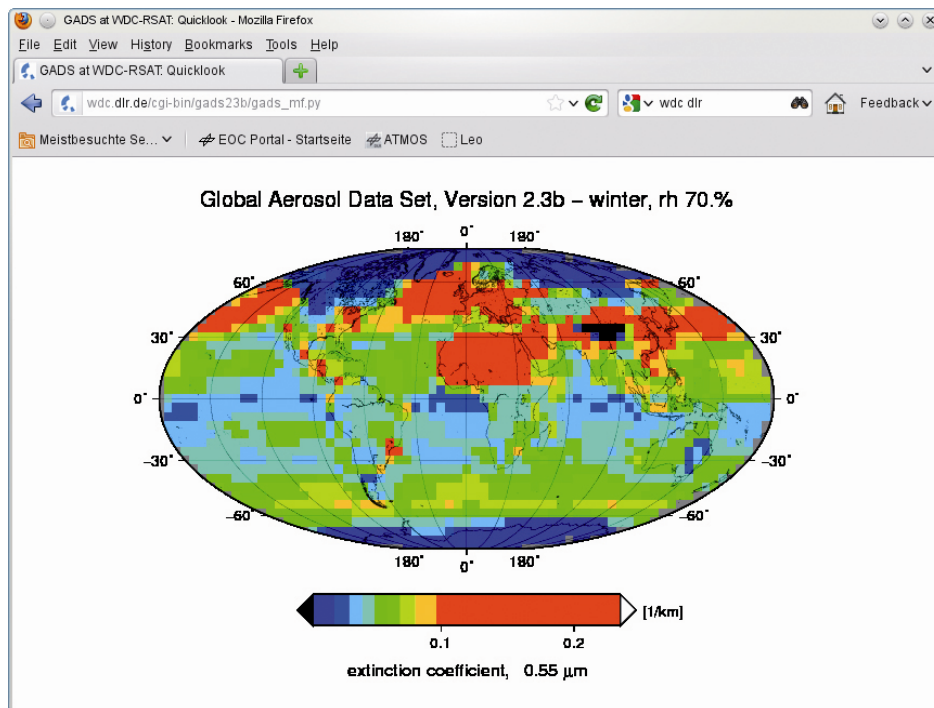 GADS at WDC-RSAT: Quicklook - Mozilla Firefox
File Edit View History Bookmarks Tools Help
GADS at WDC-RSAT: Quicklook
wdc.dlr.de/cgi-bin/gads23b/gads_mf.py wdc dlr Feedback
Meistbesuchte Se... EOC Portal - Startseite ATMOS Leo
Global Aerosol Data Set, Version 2.3b – winter, rh 70.%
180° 0° 180°
60° 60°
30° 30°
0° 0°
−30° −30°
−60° −60°
180° 0° 180°
[1/km]
0.1 0.2
extinction coefficient, 0.55 µm